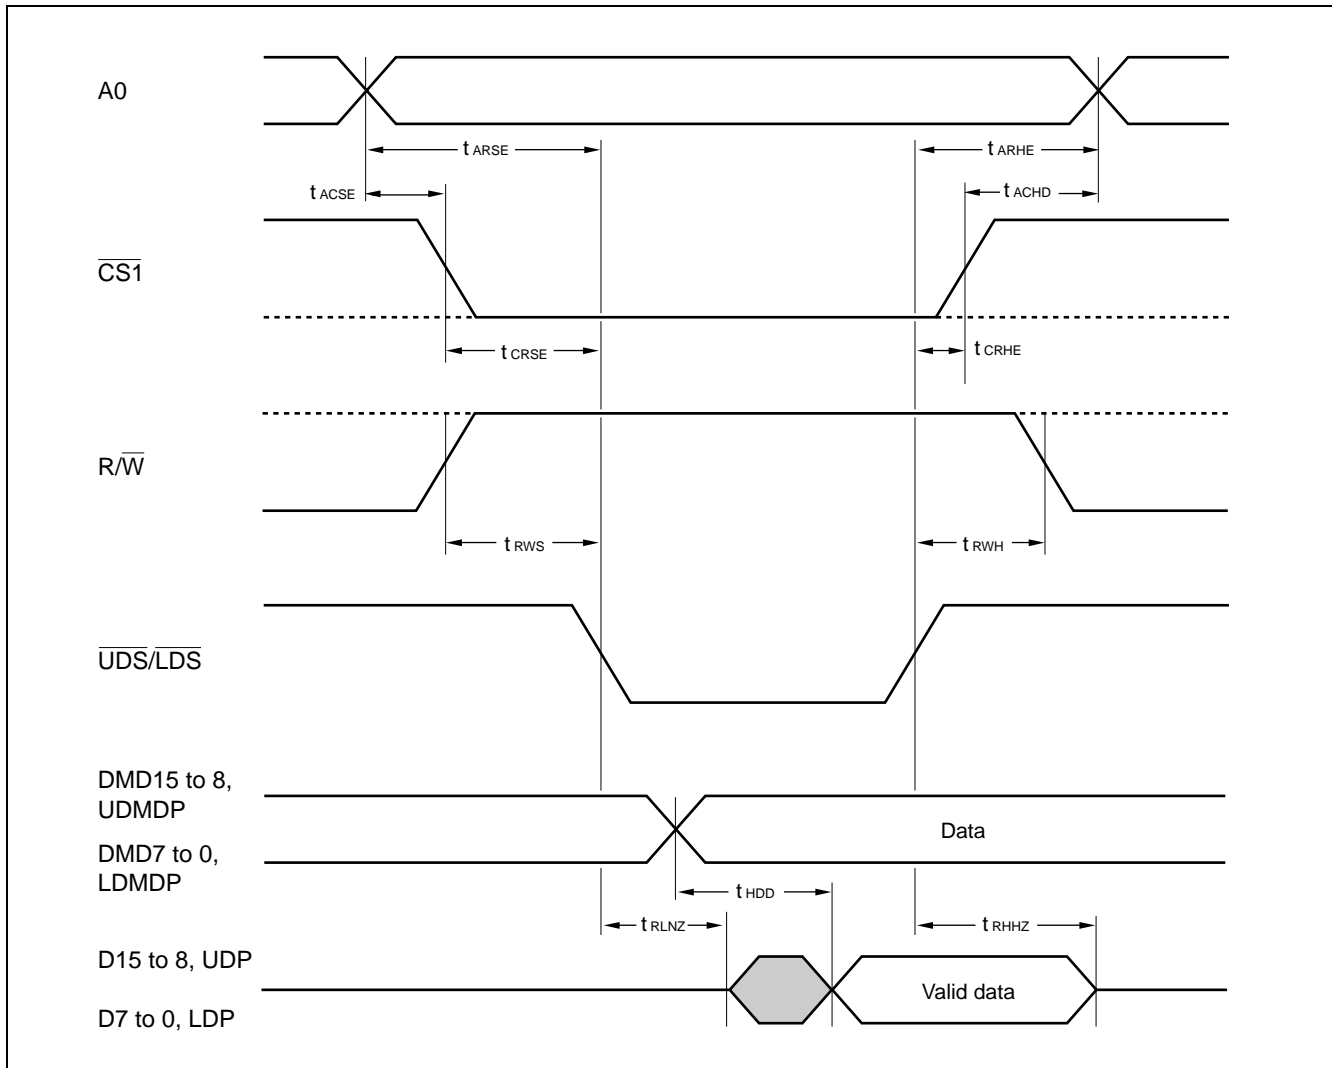 A0
t ARSE
t ARHE
t ACSE
t ACHD
CS1
t CRSE
t CRHE
R/W
t RWS
t RWH
UDS/LDS
DMD15 to 8,
UDMDP
Data
DMD7 to 0,
LDMDP
t HDD
t RLNZ
t RHHZ
D15 to 8, UDP
Valid data
D7 to 0, LDP